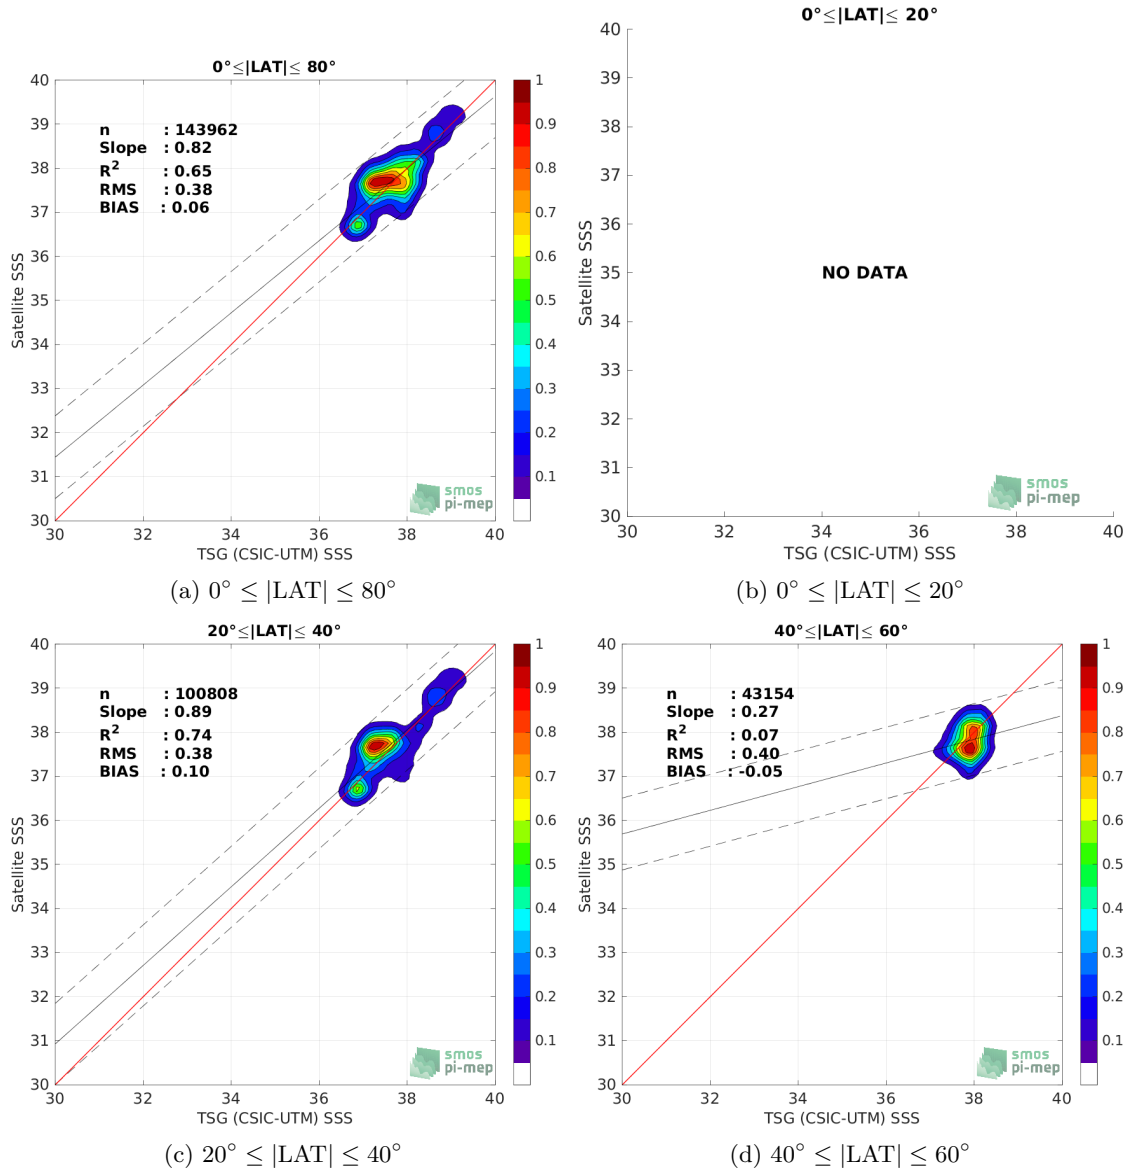 0°≤|LAT|≤ 80°
40
39
38
37
36
35
34
33
32
31
30
Satellite SSS
n : 143962
Slope : 0.82
R² : 0.65
RMS : 0.38
BIAS : 0.06
smos
pi-mep
30 32 34 36 38 40
TSG (CSIC-UTM) SSS
1
0.9
0.8
0.7
0.6
0.5
0.4
0.3
0.2
0.1
(a) 0° ≤ |LAT| ≤ 80°
0°≤|LAT|≤ 20°
40
39
38
37
36
35
34
33
32
31
30
Satellite SSS
NO DATA
smos
pi-mep
30 32 34 36 38 40
TSG (CSIC-UTM) SSS
(b) 0° ≤ |LAT| ≤ 20°
20°≤|LAT|≤ 40°
40
39
38
37
36
35
34
33
32
31
30
Satellite SSS
n : 100808
Slope : 0.89
R² : 0.74
RMS : 0.38
BIAS : 0.10
smos
pi-mep
30 32 34 36 38 40
TSG (CSIC-UTM) SSS
1
0.9
0.8
0.7
0.6
0.5
0.4
0.3
0.2
0.1
(c) 20° ≤ |LAT| ≤ 40°
40°≤|LAT|≤ 60°
40
39
38
37
36
35
34
33
32
31
30
Satellite SSS
n : 43154
Slope : 0.27
R² : 0.07
RMS : 0.40
BIAS : -0.05
smos
pi-mep
30 32 34 36 38 40
TSG (CSIC-UTM) SSS
1
0.9
0.8
0.7
0.6
0.5
0.4
0.3
0.2
0.1
(d) 40° ≤ |LAT| ≤ 60°